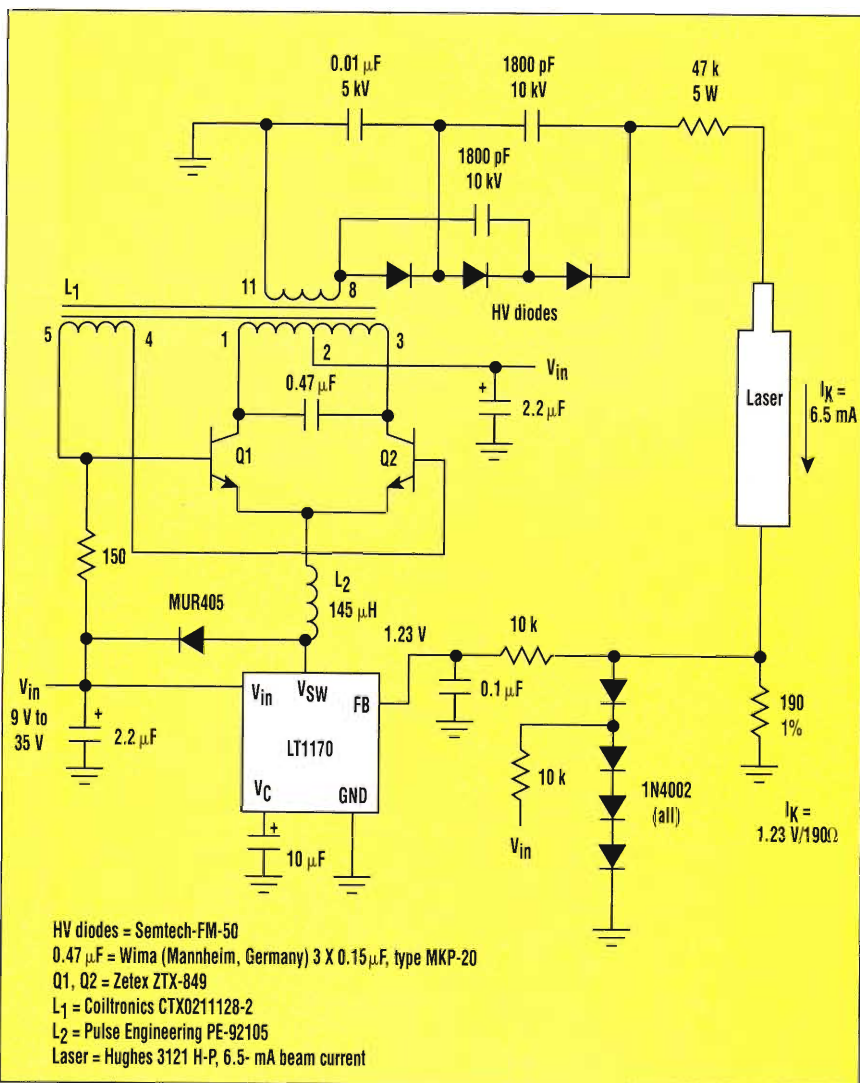 0.01 µF
5 kV
1800 pF
10 kV
47 k
5 W
1800 pF
10 kV
L1
11
8
HV diodes
5
4
1
2
3
Vin
0.47 µF
+
2.2 µF
Laser
IK =
6.5 mA
Q1
Q2
150
L2
145 µH
MUR405
1.23 V
10 k
Vin
9 V to
35 V
+
2.2 µF
Vin
VSW
FB
LT1170
VC
GND
0.1 µF
190
1%
10 k
Vin
1N4002
(all)
IK =
1.23 V/190Ω
+
10 µF
HV diodes = Semtech-FM-50
0.47 µF = Wima (Mannheim, Germany) 3 X 0.15µF, type MKP-20
Q1, Q2 = Zetex ZTX-849
L1 = Coiltronics CTX0211128-2
L2 = Pulse Engineering PE-92105
Laser = Hughes 3121 H-P, 6.5- mA beam current